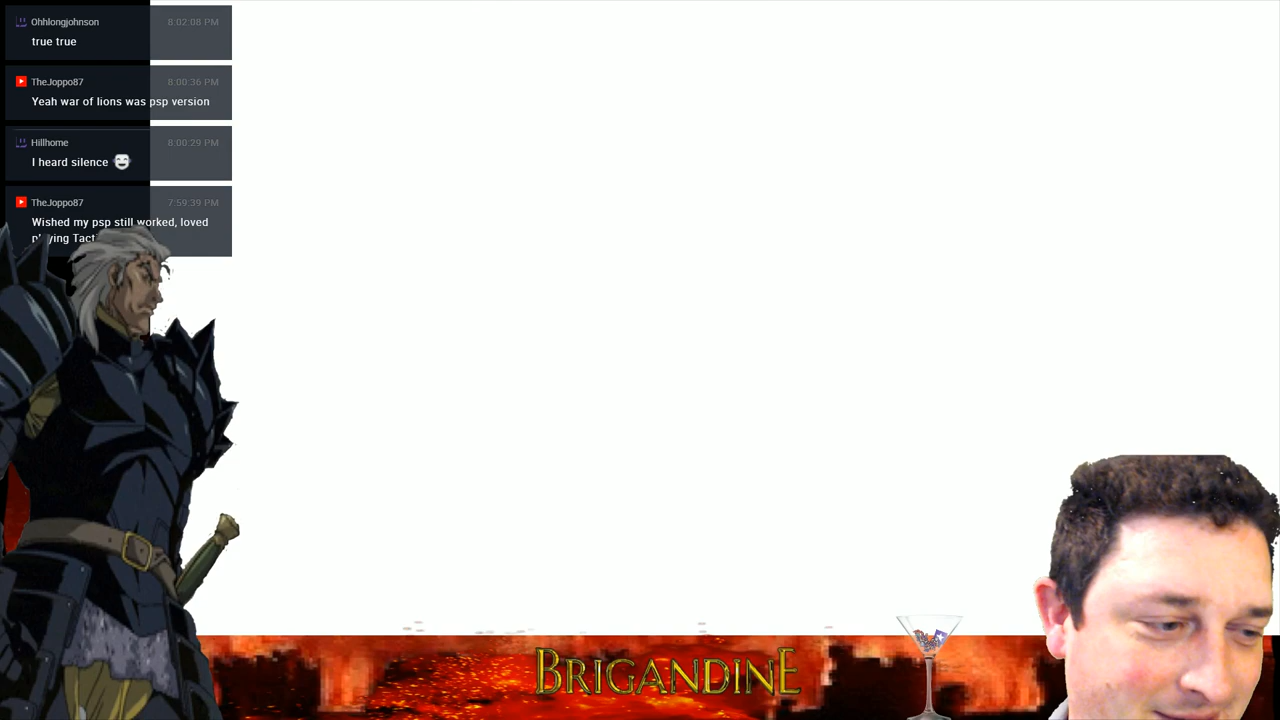 Ohhlongjohnson 8:02:08 PM
true true
TheJoppo87 8:00:36 PM
Yeah war of lions was psp version
Hillhome 8:00:29 PM
I heard silence
TheJoppo87 7:59:39 PM
Wished my psp still worked, loved
BRIGANDINE